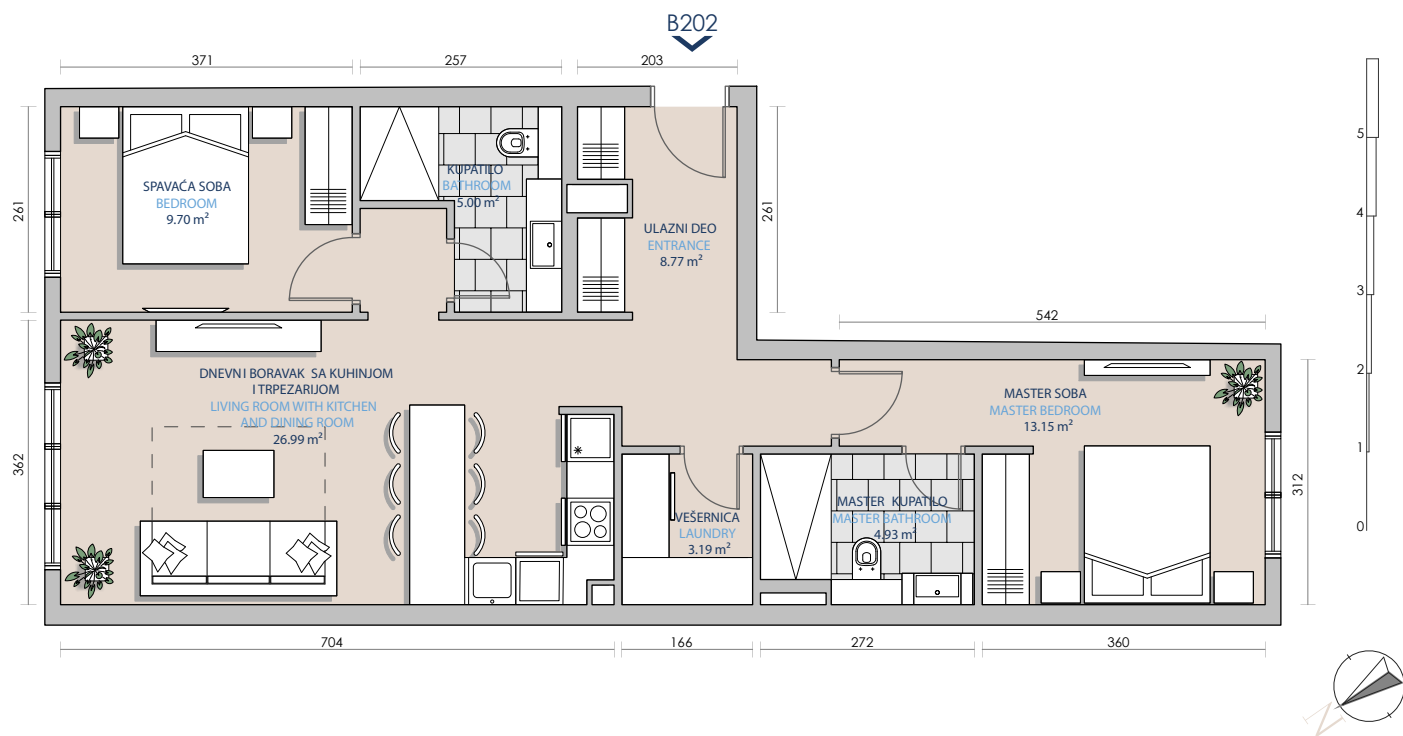 B202
371
257
203
261
SPAVAĆA SOBA
BEDROOM
9.70 m²
KUPATILO
BATHROOM
5.00 m²
ULAZNI DEO
ENTRANCE
8.77 m²
261
542
362
DNEVNI BORAVAK SA KUHINJOM
I TRPEZARIJOM
LIVING ROOM WITH KITCHEN
AND DINING ROOM
26.99 m²
MASTER SOBA
MASTER BEDROOM
13.15 m²
312
VEŠERNICA
LAUNDRY
3.19 m²
MASTER KUPATILO
MASTER BATHROOM
4.93 m²
704
166
272
360
5
4
3
2
1
0
N